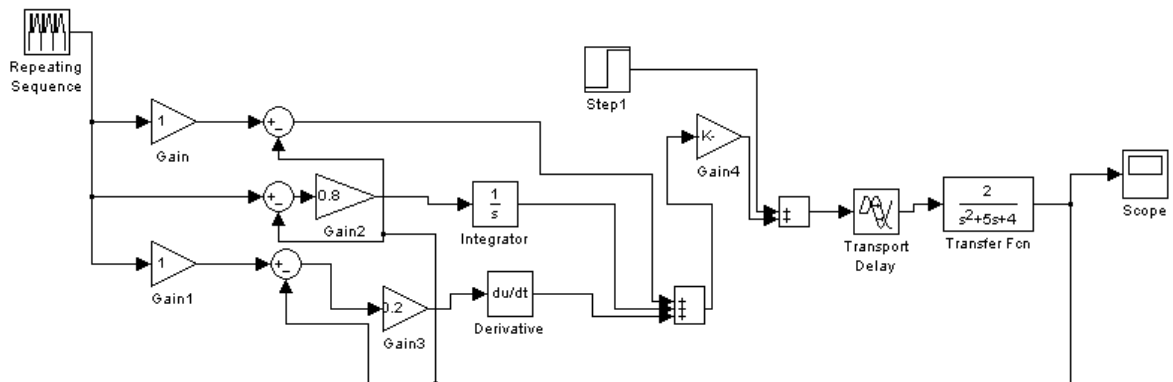 Repeating
Sequence
Step1
1
Gain
+
-
K-
Gain4
+
-
0.8
Gain2
1
s
Integrator
+
+
Transport
Delay
2
s²+5s+4
Transfer Fcn
Scope
1
Gain1
+
-
0.2
Gain3
du/dt
Derivative
+
+
+